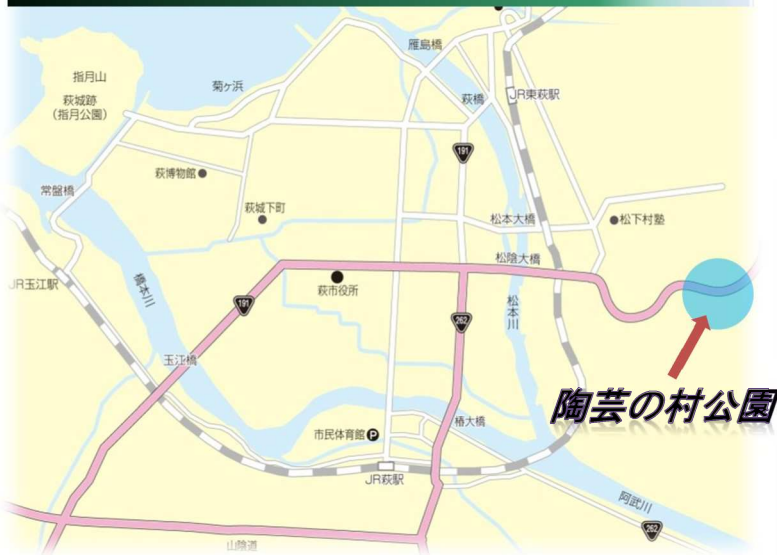 雁島橋
指月山
菊ヶ浜
萩城跡
(指月公園)
萩橋
JR東萩駅
191
萩博物館
常盤橋
萩城下町
松本大橋
松下村塾
松陰大橋
JR玉江駅
橋本川
萩市役所
191
262
松本川
玉江橋
陶芸の村公園
椿大橋
市民体育館 P
JR萩駅
阿武川
262
山陰道